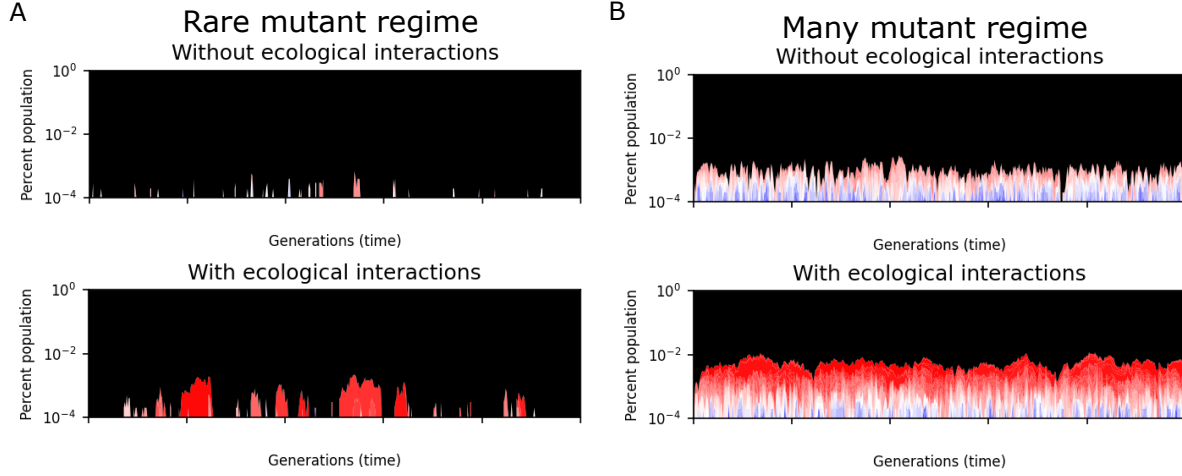 A
Rare mutant regime
Without ecological interactions
Percent population
10^0
10^-2
10^-4
Generations (time)
With ecological interactions
Percent population
10^0
10^-2
10^-4
Generations (time)
B
Many mutant regime
Without ecological interactions
Percent population
10^0
10^-2
10^-4
Generations (time)
With ecological interactions
Percent population
10^0
10^-2
10^-4
Generations (time)